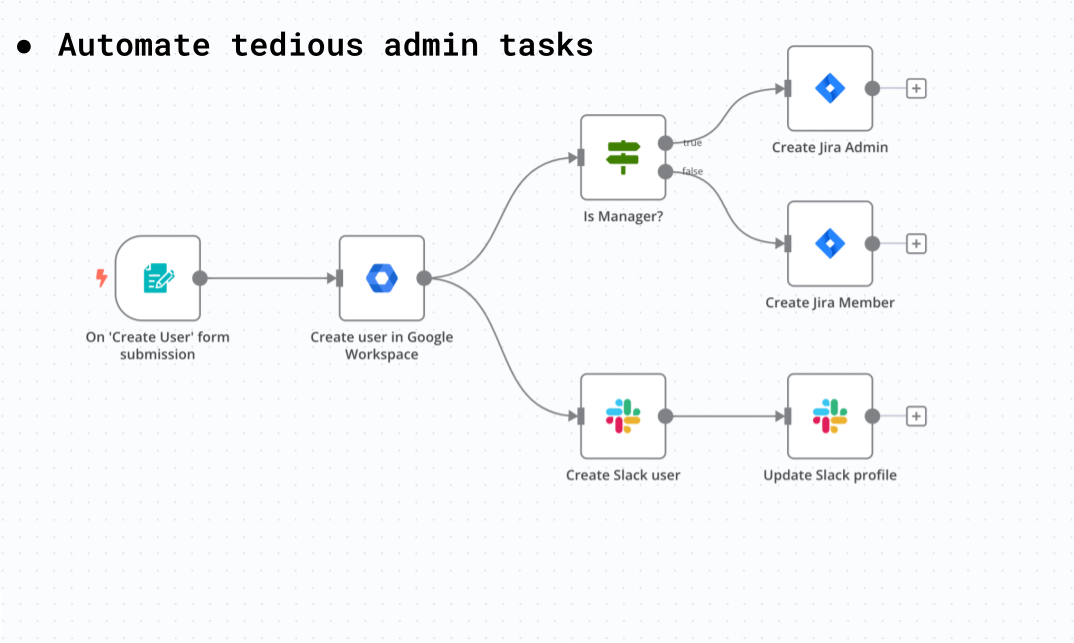 ● Automate tedious admin tasks
Create Jira Admin
true
false
Is Manager?
Create Jira Member
On 'Create User' form
submission
Create user in Google
Workspace
Create Slack user
Update Slack profile